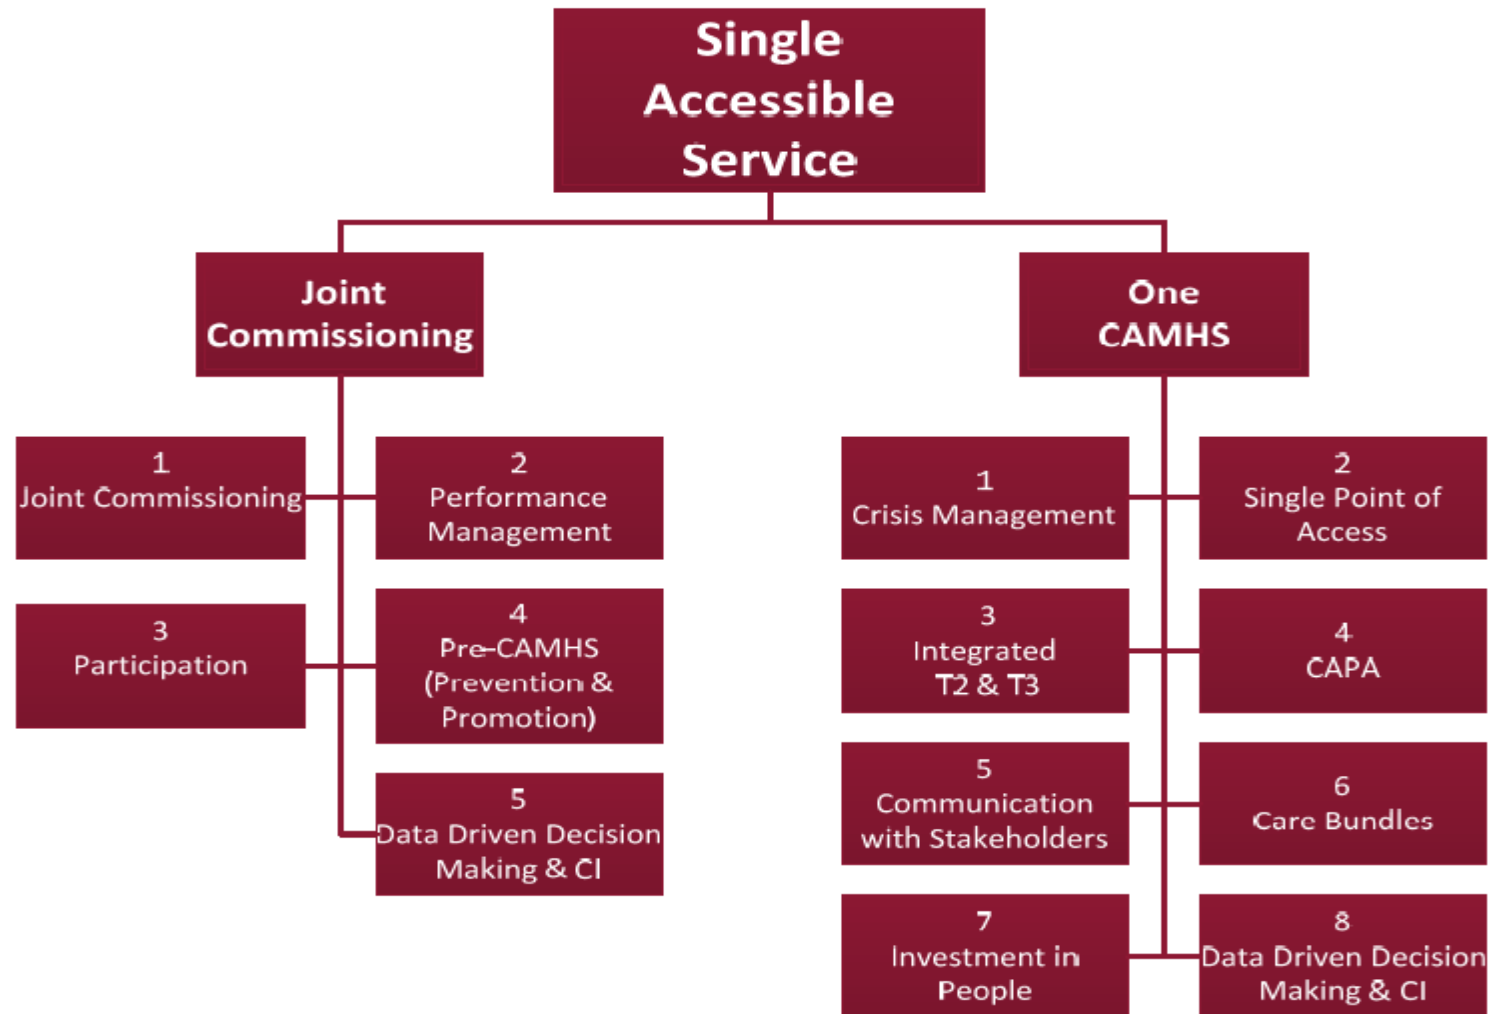 Single
Accessible
Service
Joint
Commissioning
One
CAMHS
1
Joint Commissioning
2
Performance
Management
3
Participation
4
Pre-CAMHS
(Prevention &
Promotion)
5
Data Driven Decision
Making & CI
1
Crisis Management
2
Single Point of
Access
3
Integrated
T2 & T3
4
CAPA
5
Communication
with Stakeholders
6
Care Bundles
7
Investment in
People
8
Data Driven Decision
Making & CI